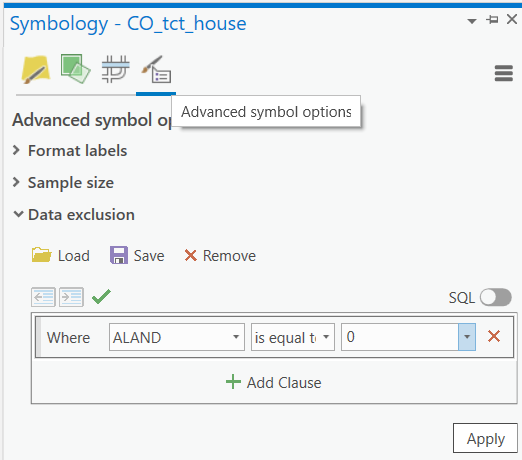 Symbology - CO_tct_house
Advanced symbol options
Advanced symbol op
Format labels
Sample size
Data exclusion
Load Save Remove
SQL
Where ALAND is equal t 0
Add Clause
Apply